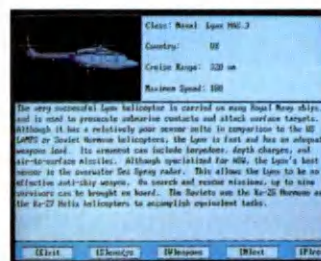 Class: Naval Lynx HAS.3
Country: UK
Cruise Range: 320 nm
Maximum Speed: 180
The very successful Lynx helicopter is carried on many Royal Navy ships
and is used to prosecute submarine contacts and attack surface targets.
Although it has a relatively poor sensor suite in comparison to the US
LAMPS or Soviet Hormone helicopters, the Lynx is fast and has an adequate
weapons load. Its armament can include torpedoes, depth charges, and
air-to-surface missiles. Although specialized for ASW, the Lynx's best
sensor is the overwater Sea Spray radar. This allows the Lynx to be an
effective anti-ship weapon. On search and rescue missions, up to nine
survivors can be brought on board. The Soviets use the Ka-25 Hormone an
the Ka-27 Helix helicopters to accomplish equivalent tasks.
[E]xit
[W]eapons
[N]ext